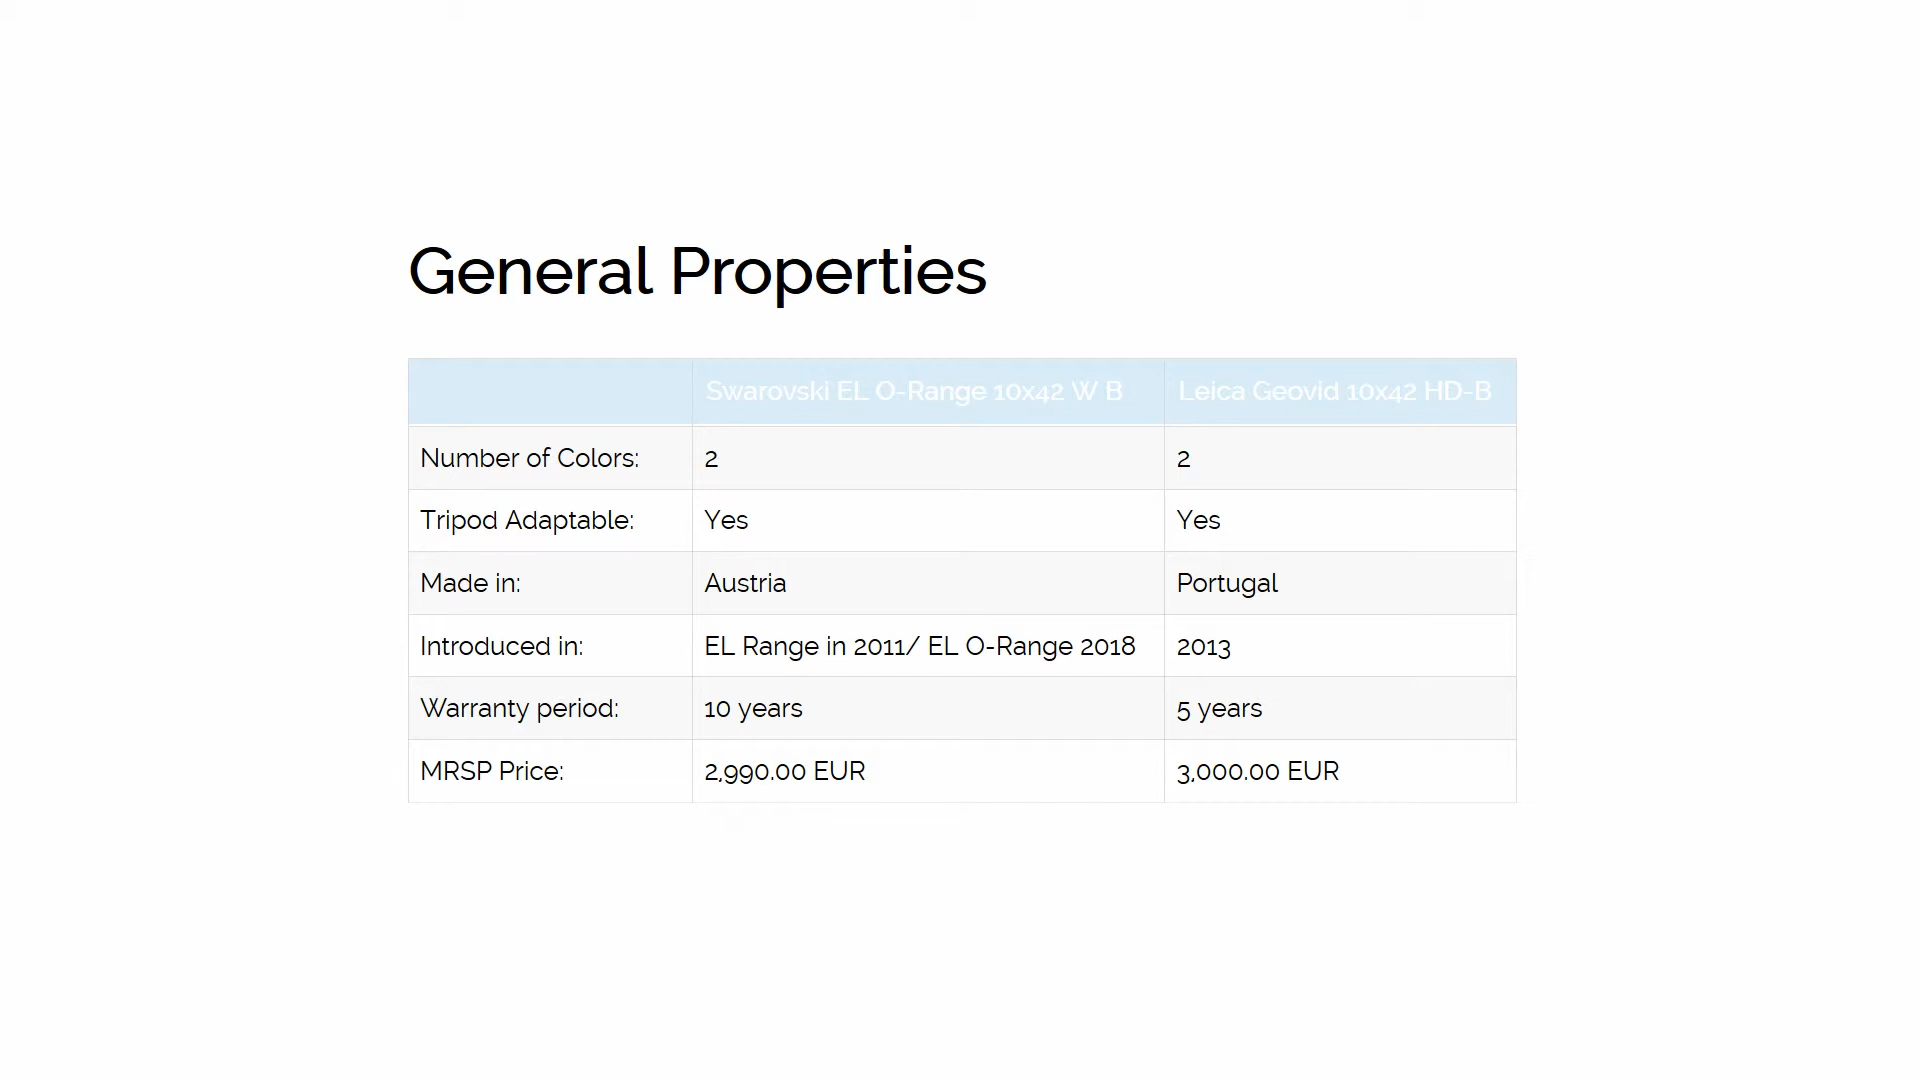 General Properties
Swarovski EL O-Range 10x42 W B Leica Geovid 10x42 HD-B
Number of Colors: 2 2
Tripod Adaptable: Yes Yes
Made in: Austria Portugal
Introduced in: EL Range in 2011/ EL O-Range 2018 2013
Warranty period: 10 years 5 years
MRSP Price: 2,990.00 EUR 3,000.00 EUR